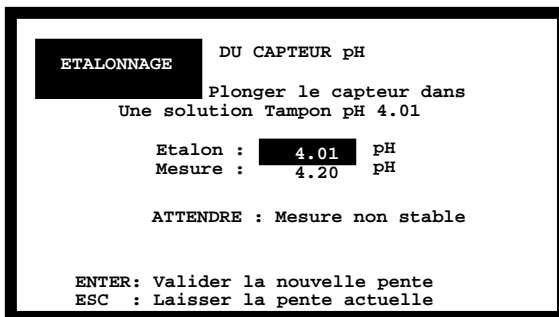 ETALONNAGE DU CAPTEUR pH
Plonger le capteur dans
Une solution Tampon pH 4.01
Etalon : 4.01 pH
Mesure : 4.20 pH
ATTENDRE : Mesure non stable
ENTER: Valider la nouvelle pente
ESC : Laisser la pente actuelle